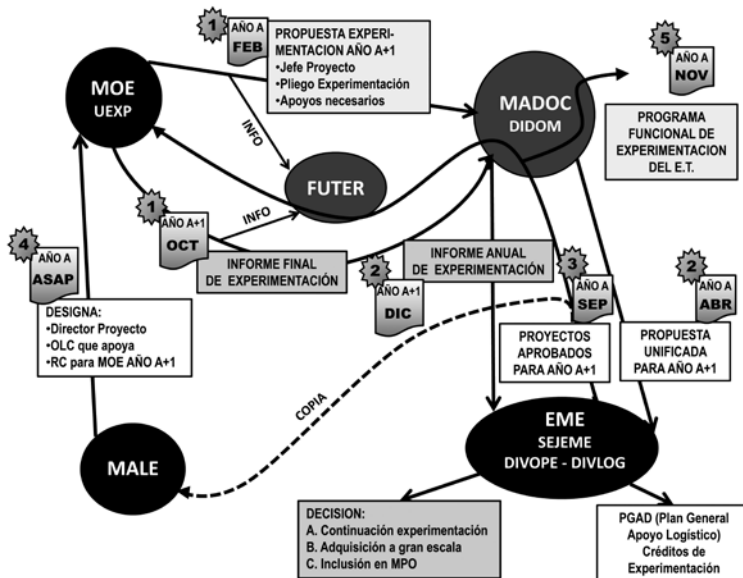 1
AÑO A
FEB
PROPUESTA EXPERI-
MENTACION AÑO A+1
•Jefe Proyecto
•Pliego Experimentación
•Apoyos necesarios
5
AÑO A
NOV
MOE
UEXP
MADOC
DIDOM
PROGRAMA
FUNCIONAL DE
EXPERIMENTACION
DEL E.T.
INFO
FUTER
1
AÑO A+1
OCT
INFO
4
AÑO A
ASAP
INFORME FINAL
DE EXPERIMENTACIÓN
2
AÑO A+1
DIC
INFORME ANUAL
DE EXPERIMENTACIÓN
3
AÑO A
SEP
2
AÑO A
ABR
DESIGNA:
•Director Proyecto
•OLC que apoya
•RC para MOE AÑO A+1
PROYECTOS
APROBADOS
PARA AÑO A+1
PROPUESTA
UNIFICADA
PARA AÑO A+1
COPIA
MALE
EME
SEJEME
DIVOPE - DIVLOG
DECISION:
A. Continuación experimentación
B. Adquisición a gran escala
C. Inclusión en MPO
PGAD (Plan General
Apoyo Logístico)
Créditos de
Experimentación